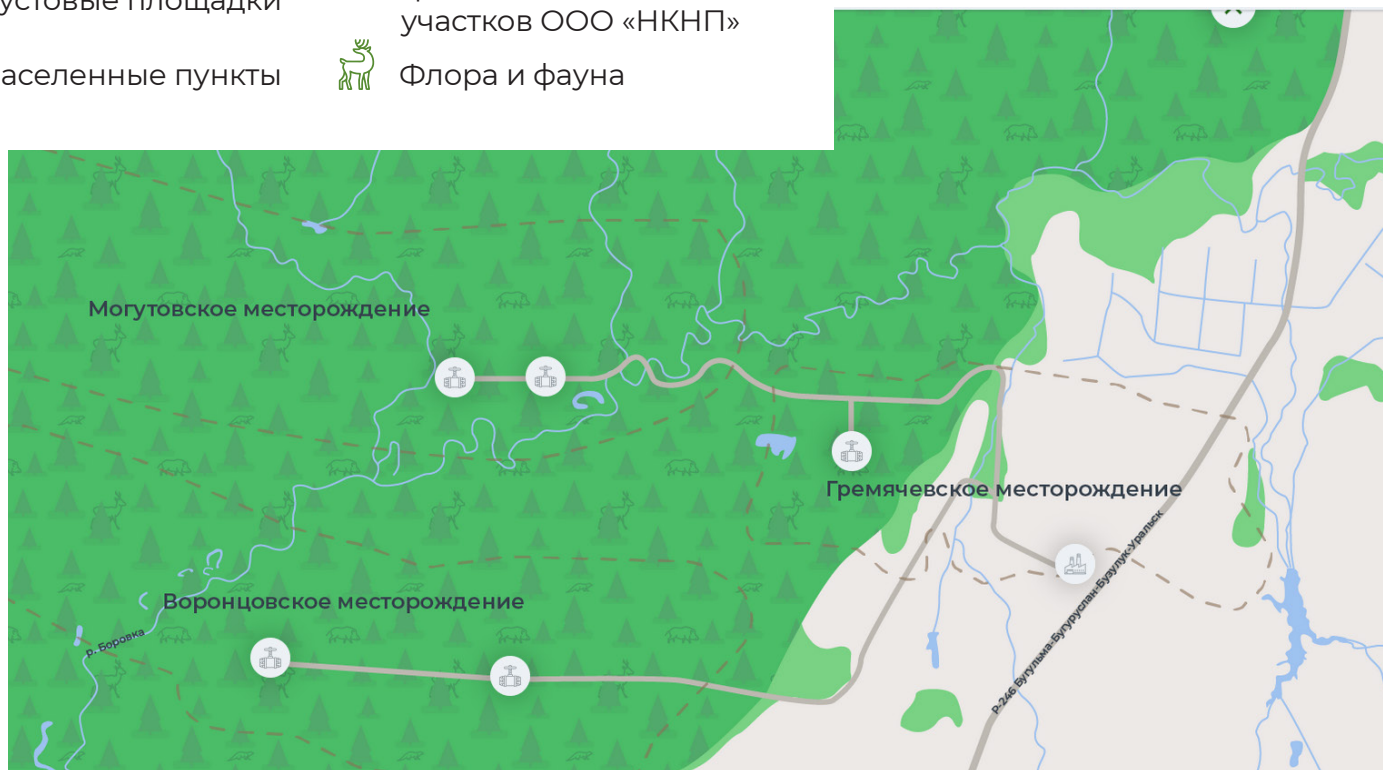 устовые площадки
участков ООО «НКНП»
аселенные пункты
Флора и фауна
Могутовское месторождение
Гремячевское месторождение
Воронцовское месторождение
р. Боровка
Р-246 Бугульма-Бугуруслан-Бузулук-Уральск